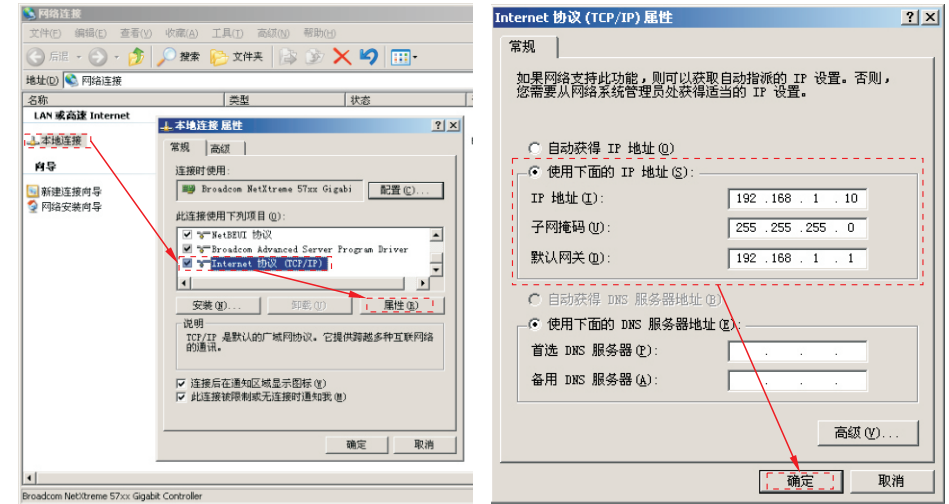 网络连接
文件(F) 编辑(E) 查看(V) 收藏(A) 工具(T) 高级(N) 帮助(H)
后退 搜索 文件夹
地址(D) 网络连接
名称 类型 状态
LAN 或高速 Internet
本地连接
向导
新建连接向导
网络安装向导
本地连接 属性
常规 高级
连接时使用:
Broadcom NetXtreme 57xx Gigabi 配置(C)...
此连接使用下列项目(O):
NetBEUI 协议
Broadcom Advanced Server Program Driver
Internet 协议 (TCP/IP)
安装(N)... 卸载(U) 属性(R)
说明
TCP/IP 是默认的广域网协议。它提供跨越多种互联网络
的通讯。
连接后在通知区域显示图标(W)
此连接被限制或无连接时通知我(M)
确定 取消
Broadcom NetXtreme 57xx Gigabit Controller
Internet 协议 (TCP/IP) 属性
常规
如果网络支持此功能，则可以获取自动指派的 IP 设置。否则，
您需要从网络系统管理员处获得适当的 IP 设置。
自动获得 IP 地址(O)
使用下面的 IP 地址(S):
IP 地址(I): 192 .168 . 1 . 10
子网掩码(U): 255 .255 .255 . 0
默认网关(D): 192 .168 . 1 . 1
自动获得 DNS 服务器地址(B)
使用下面的 DNS 服务器地址(E):
首选 DNS 服务器(P): . . .
备用 DNS 服务器(A): . . .
高级(V)...
确定 取消